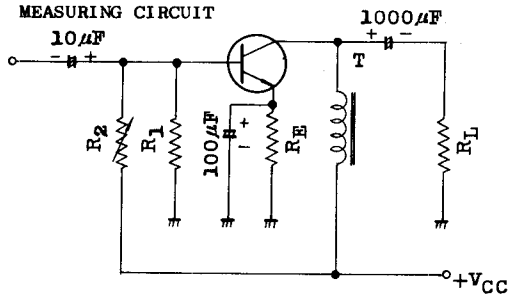 MEASURING CIRCUIT
1000μF
+ -
10μF
- +
T
R2
R1
100μF
+
-
RE
RL
+VCC